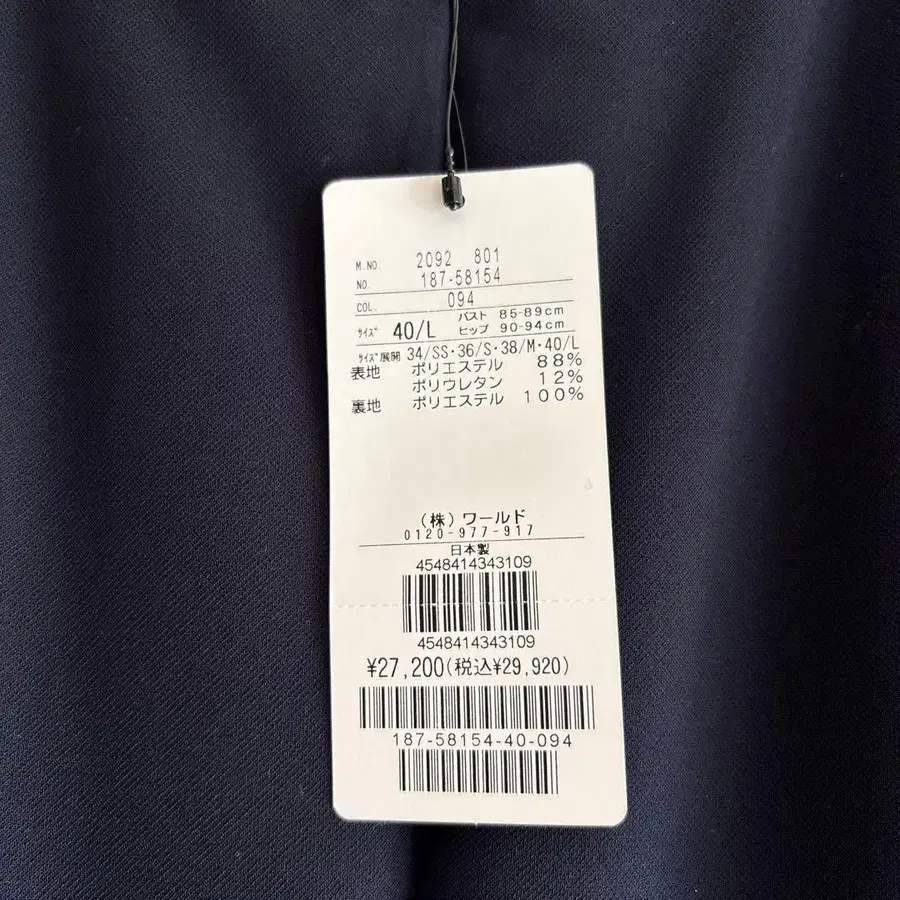 M.NO. 2092 801
NO. 187-58154
COL. 094
ｻｲｽﾞ 40/L バスト 85-89cm
ヒップ 90-94cm
ｻｲｽﾞ展開 34/SS・36/S・38/M・40/L
表地 ポリエステル 88%
ポリウレタン 12%
裏地 ポリエステル 100%
(株)ワールド
0120-977-917
日本製
4548414343109
4548414343109
¥27,200(税込¥29,920)
187-58154-40-094